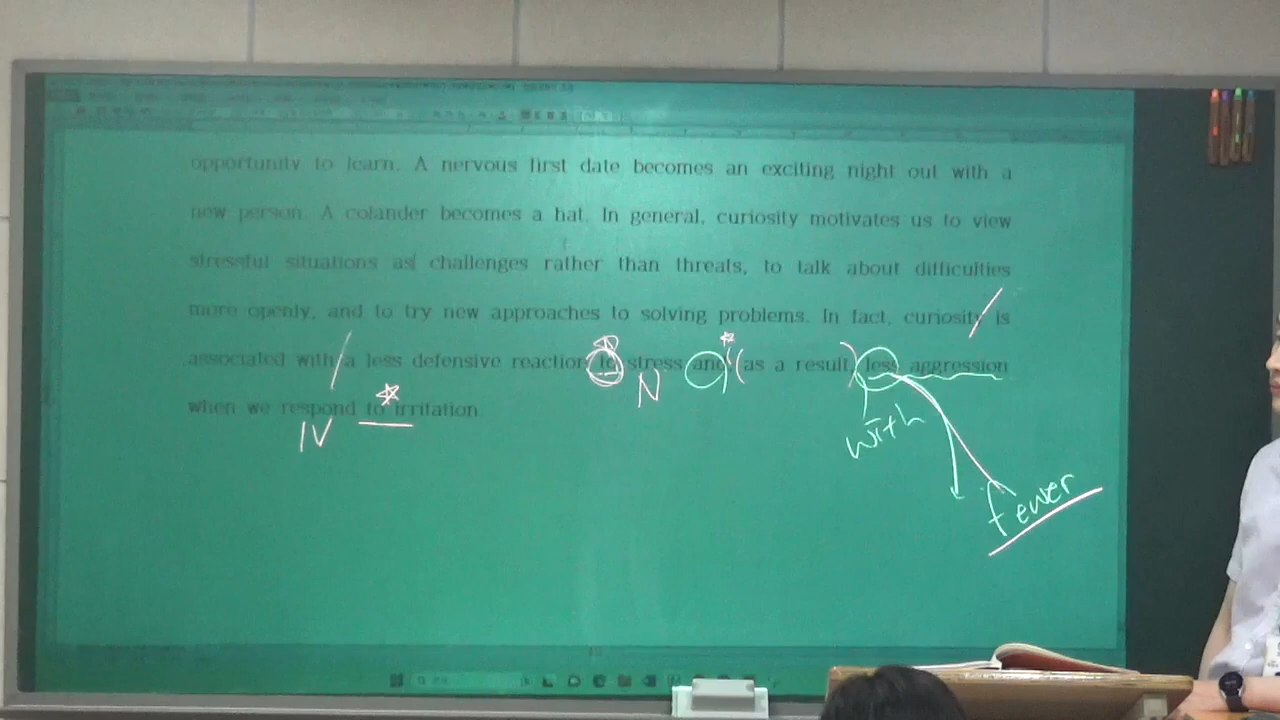 opportunity to learn. A nervous first date becomes an exciting night out with a
new person. A colander becomes a hat. In general, curiosity motivates us to view
stressful situations as challenges rather than threats, to talk about difficulties
more openly, and to try new approaches to solving problems. In fact, curiosity is
associated with a less defensive reaction to stress and (as a result) less aggression
when we respond to irritation.
N
IV
with
fewer